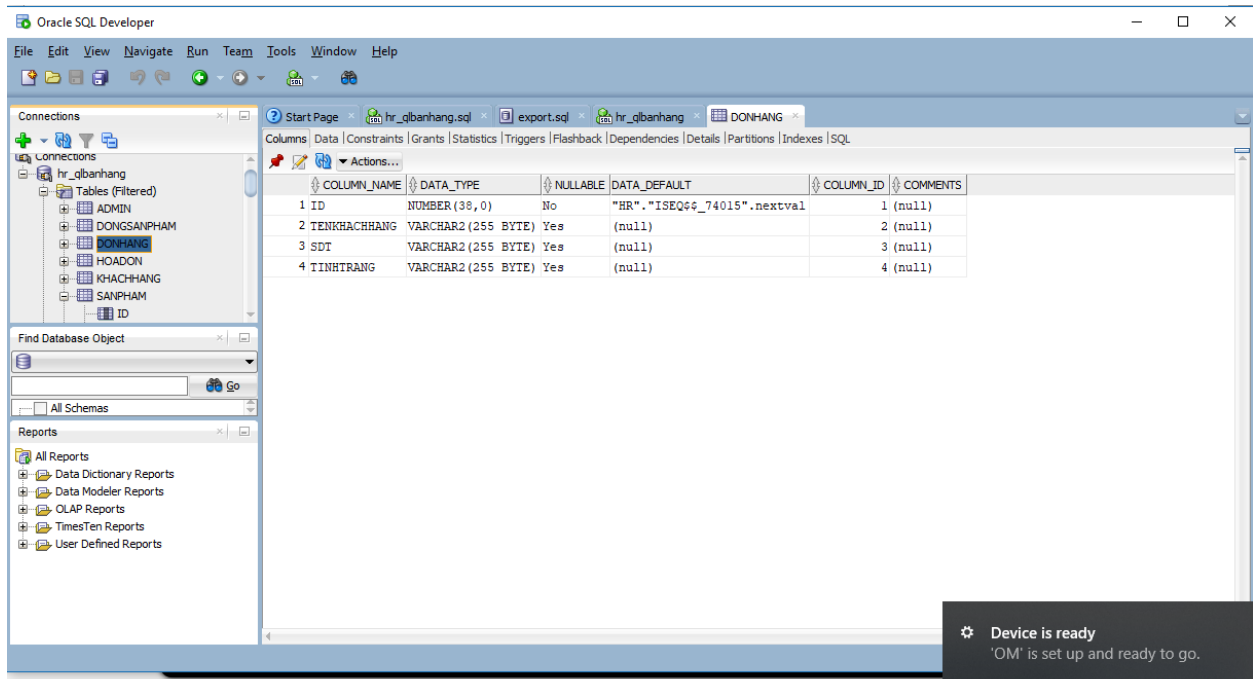 Oracle SQL Developer
File Edit View Navigate Run Team Tools Window Help
Connections
Connections
hr_qlbanhang
Tables (Filtered)
ADMIN
DONGSANPHAM
DONHANG
HOADON
KHACHHANG
SANPHAM
ID
Find Database Object
Go
All Schemas
Reports
All Reports
Data Dictionary Reports
Data Modeler Reports
OLAP Reports
TimesTen Reports
User Defined Reports
Start Page hr_qlbanhang.sql export.sql hr_qlbanhang DONHANG
Columns Data |Constraints |Grants |Statistics |Triggers |Flashback |Dependencies |Details |Partitions |Indexes |SQL
Actions...
COLUMN_NAME DATA_TYPE NULLABLE DATA_DEFAULT COLUMN_ID COMMENTS
1 ID NUMBER(38,0) No "HR"."ISEQ$$_74015".nextval 1 (null)
2 TENKHACHHANG VARCHAR2(255 BYTE) Yes (null) 2 (null)
3 SDT VARCHAR2(255 BYTE) Yes (null) 3 (null)
4 TINHTRANG VARCHAR2(255 BYTE) Yes (null) 4 (null)
Device is ready
'OM' is set up and ready to go.